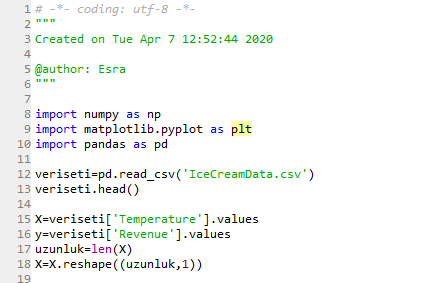 1 # -*- coding: utf-8 -*-
2 """
3 Created on Tue Apr 7 12:52:44 2020
4
5 @author: Esra
6 """
7
8 import numpy as np
9 import matplotlib.pyplot as plt
10 import pandas as pd
11
12 veriseti=pd.read_csv('IceCreamData.csv')
13 veriseti.head()
14
15 X=veriseti['Temperature'].values
16 y=veriseti['Revenue'].values
17 uzunluk=len(X)
18 X=X.reshape((uzunluk,1))
19